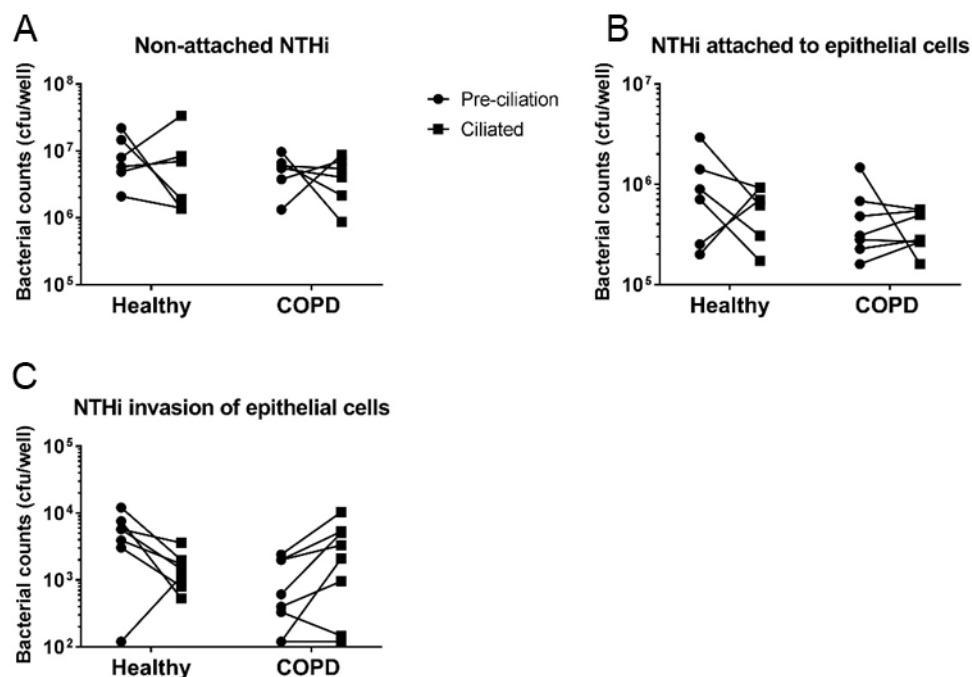 A
Non-attached NTHi
Bacterial counts (cfu/well)
10⁸
10⁷
10⁶
10⁵
Healthy
COPD
Pre-ciliation
Ciliated
B
NTHi attached to epithelial cells
Bacterial counts (cfu/well)
10⁷
10⁶
10⁵
Healthy
COPD
C
NTHi invasion of epithelial cells
Bacterial counts (cfu/well)
10⁵
10⁴
10³
10²
Healthy
COPD